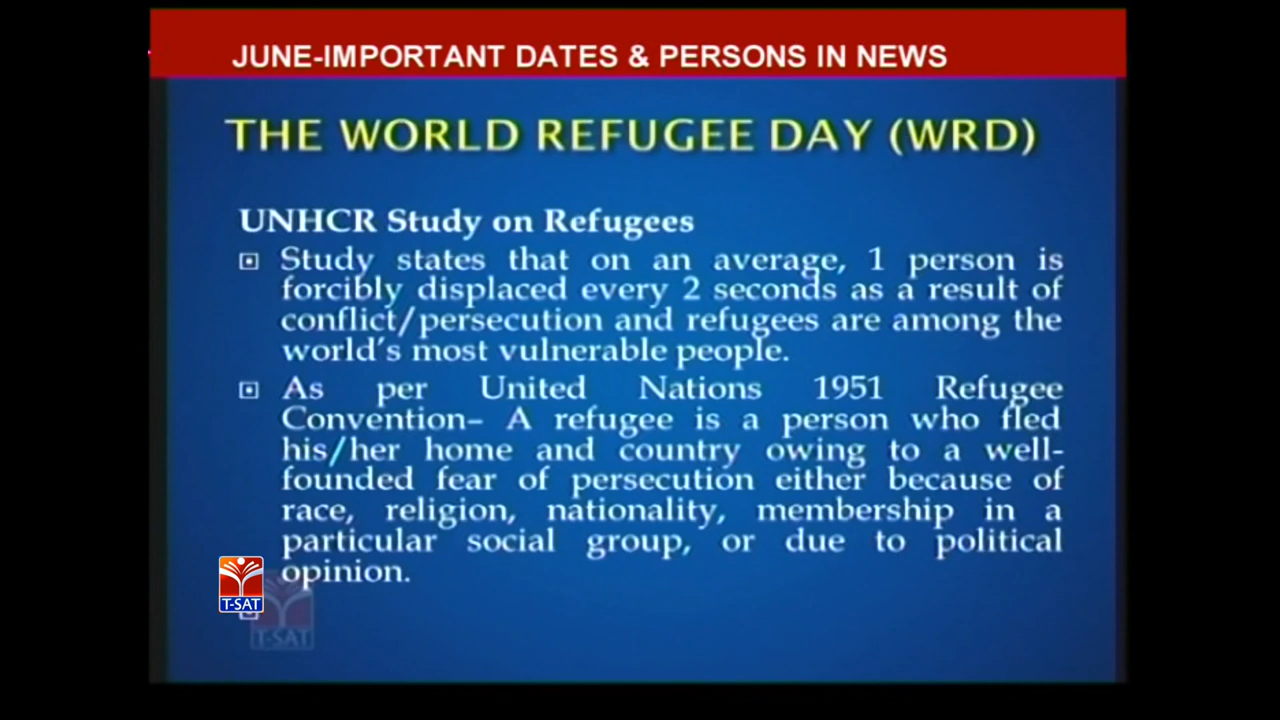 JUNE-IMPORTANT DATES & PERSONS IN NEWS
THE WORLD REFUGEE DAY (WRD)
UNHCR Study on Refugees
Study states that on an average, 1 person is
forcibly displaced every 2 seconds as a result of
conflict/persecution and refugees are among the
world's most vulnerable people.
As per United Nations 1951 Refugee
Convention– A refugee is a person who fled
his/her home and country owing to a well-
founded fear of persecution either because of
race, religion, nationality, membership in a
particular social group, or due to political
opinion.
T-SAT
T-SAT